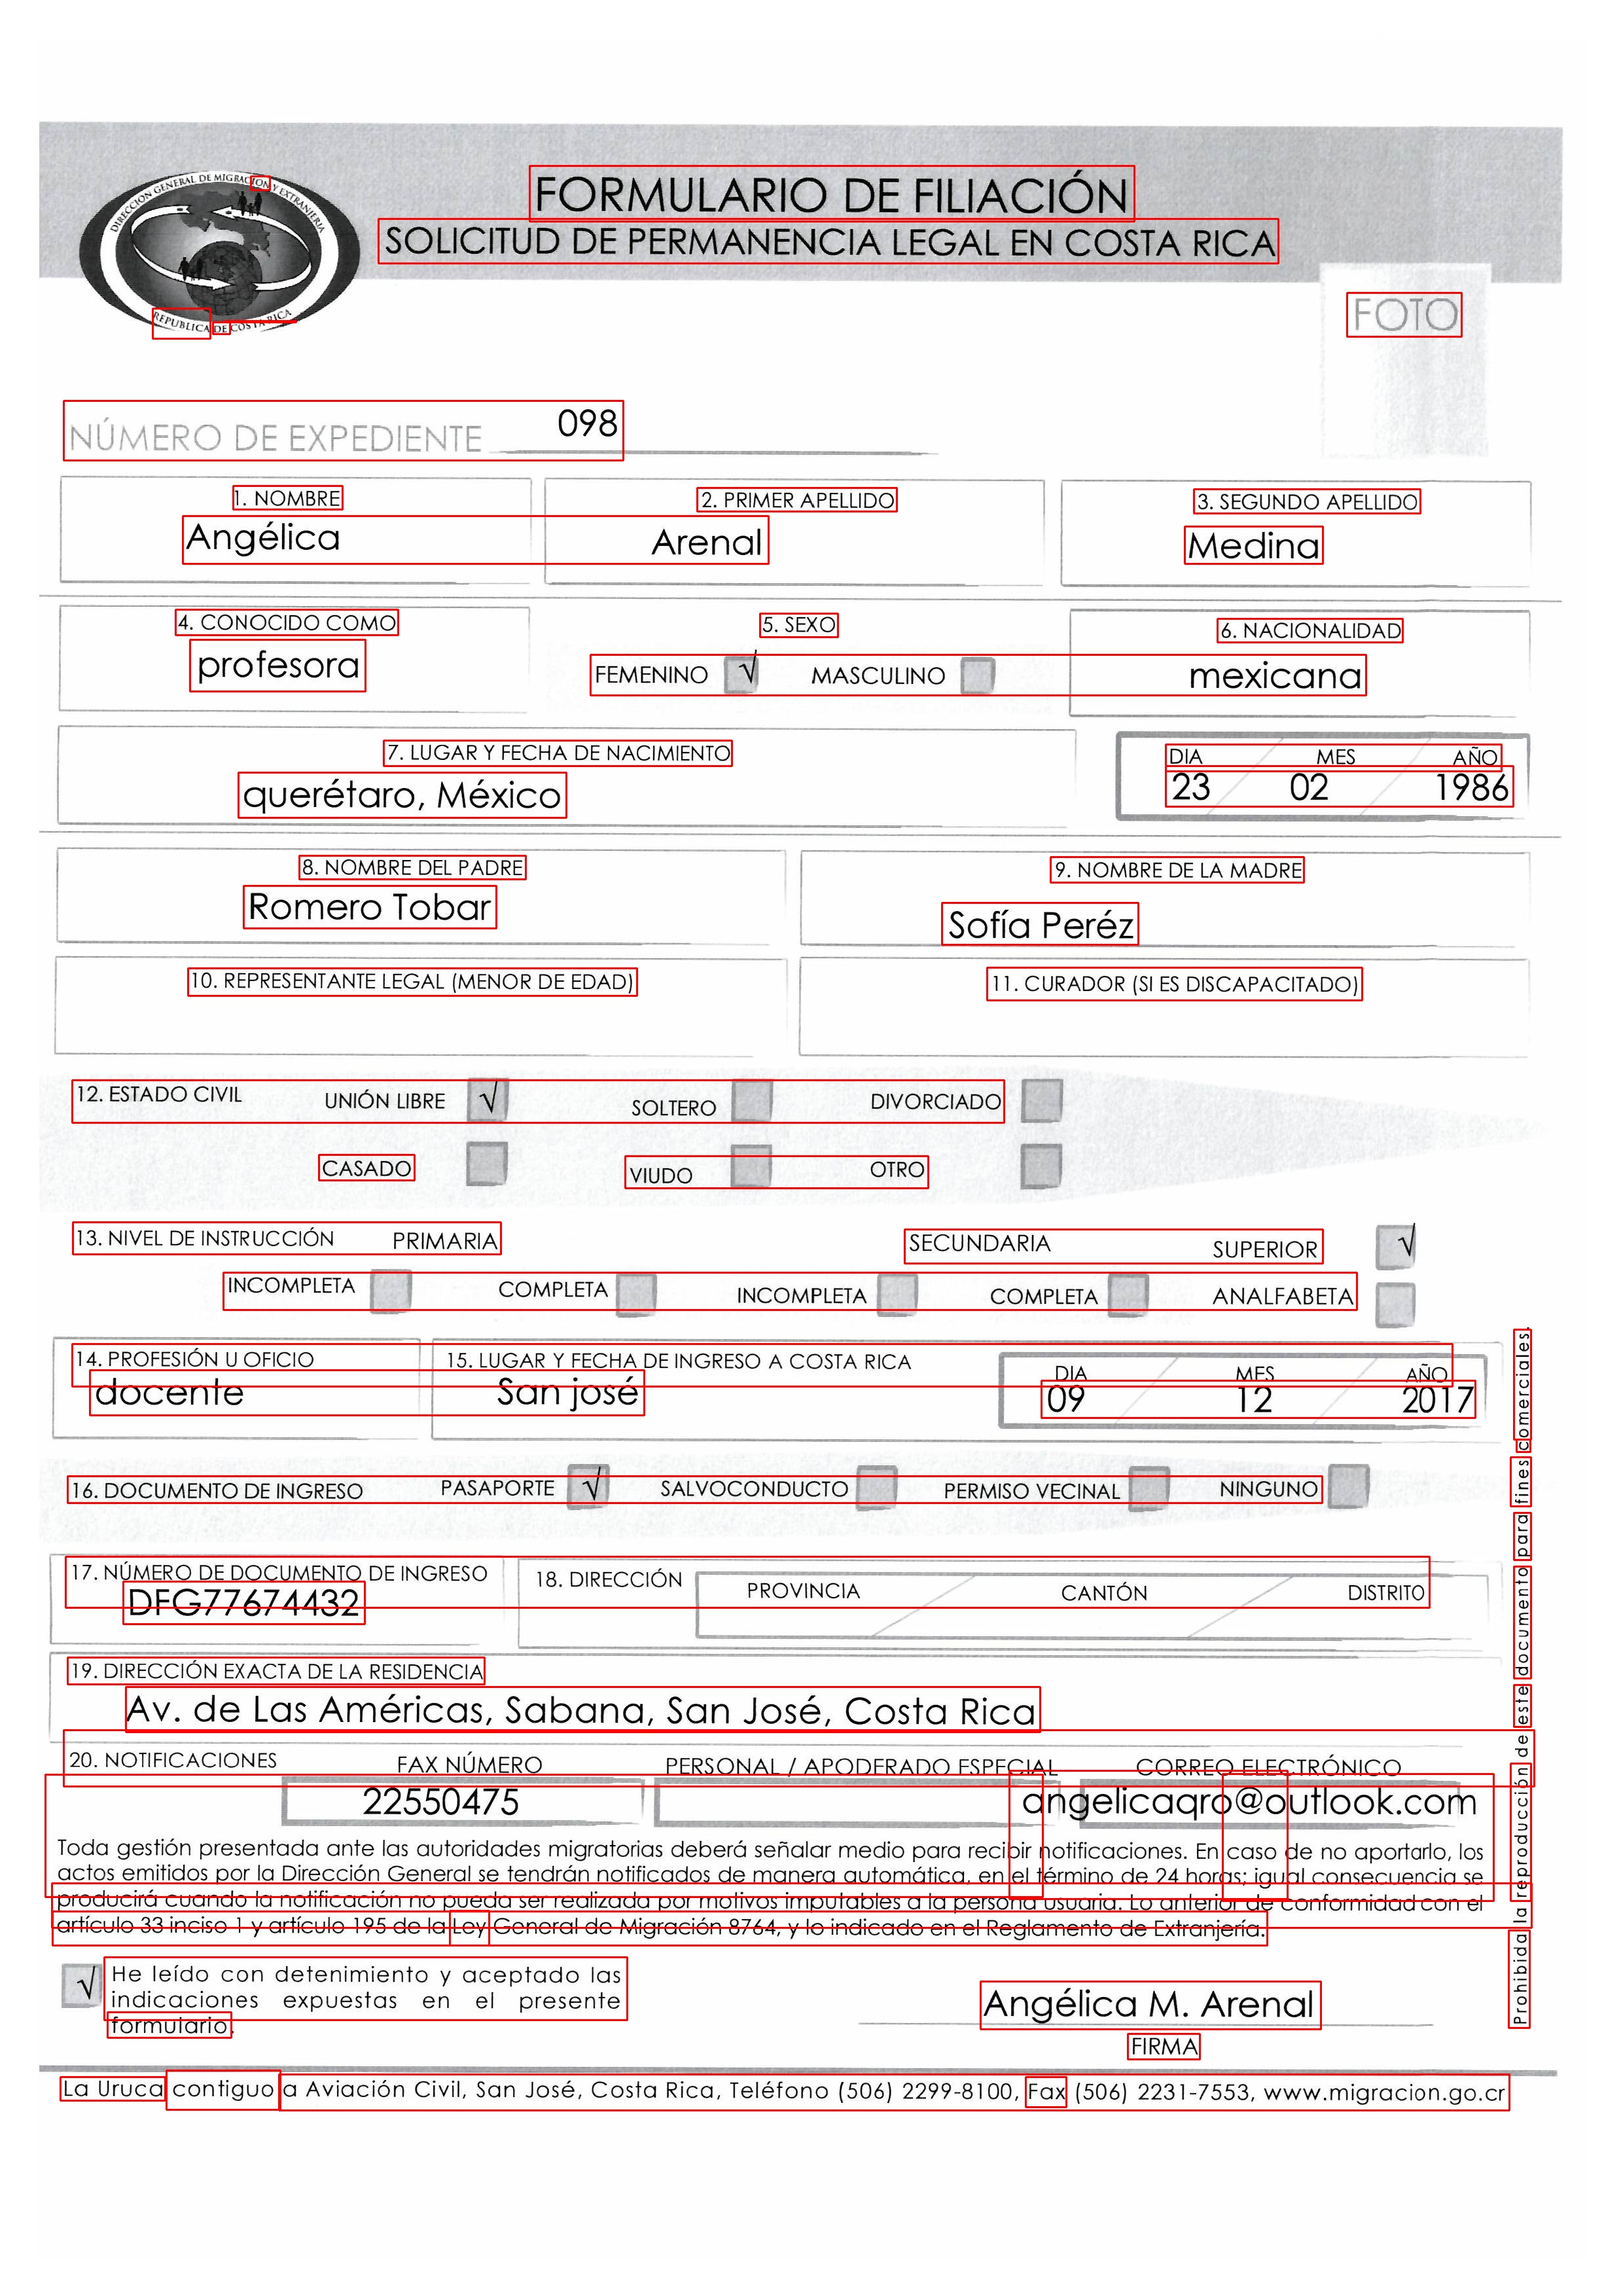 DIRECCION GENERAL DE MIGRACION Y EXTRANJERIA
REPUBLICA DE COSTA RICA
FORMULARIO DE FILIACIÓN
SOLICITUD DE PERMANENCIA LEGAL EN COSTA RICA
FOTO
NÚMERO DE EXPEDIENTE 098
1. NOMBRE 2. PRIMER APELLIDO 3. SEGUNDO APELLIDO
Angélica Arenal Medina
4. CONOCIDO COMO 5. SEXO 6. NACIONALIDAD
profesora FEMENINO √ MASCULINO mexicana
7. LUGAR Y FECHA DE NACIMIENTO DIA MES AÑO
querétaro, México 23 02 1986
8. NOMBRE DEL PADRE 9. NOMBRE DE LA MADRE
Romero Tobar Sofía Peréz
10. REPRESENTANTE LEGAL (MENOR DE EDAD) 11. CURADOR (SI ES DISCAPACITADO)
12. ESTADO CIVIL UNIÓN LIBRE √ SOLTERO DIVORCIADO
CASADO VIUDO OTRO
13. NIVEL DE INSTRUCCIÓN PRIMARIA SECUNDARIA SUPERIOR √
INCOMPLETA COMPLETA INCOMPLETA COMPLETA ANALFABETA
14. PROFESIÓN U OFICIO 15. LUGAR Y FECHA DE INGRESO A COSTA RICA DIA MES AÑO
docente San josé 09 12 2017
16. DOCUMENTO DE INGRESO PASAPORTE √ SALVOCONDUCTO PERMISO VECINAL NINGUNO
17. NÚMERO DE DOCUMENTO DE INGRESO 18. DIRECCIÓN PROVINCIA CANTÓN DISTRITO
DFG77674432
19. DIRECCIÓN EXACTA DE LA RESIDENCIA
Av. de Las Américas, Sabana, San José, Costa Rica
20. NOTIFICACIONES FAX NÚMERO PERSONAL / APODERADO ESPECIAL CORREO ELECTRÓNICO
22550475 angelicaqro@outlook.com
Toda gestión presentada ante las autoridades migratorias deberá señalar medio para recibir notificaciones. En caso de no aportarlo, los
actos emitidos por la Dirección General se tendrán notificados de manera automática, en el término de 24 horas; igual consecuencia se
producirá cuando la notificación no pueda ser realizada por motivos imputables a la persona usuaria. Lo anterior de conformidad con el
artículo 33 inciso 1 y artículo 195 de la Ley General de Migración 8764, y lo indicado en el Reglamento de Extranjería.
√ He leído con detenimiento y aceptado las
indicaciones expuestas en el presente
formulario.
Angélica M. Arenal
FIRMA
La Uruca contiguo a Aviación Civil, San José, Costa Rica, Teléfono (506) 2299-8100, Fax (506) 2231-7553, www.migracion.go.cr
Prohibida la reproducción de este documento para fines comerciales.